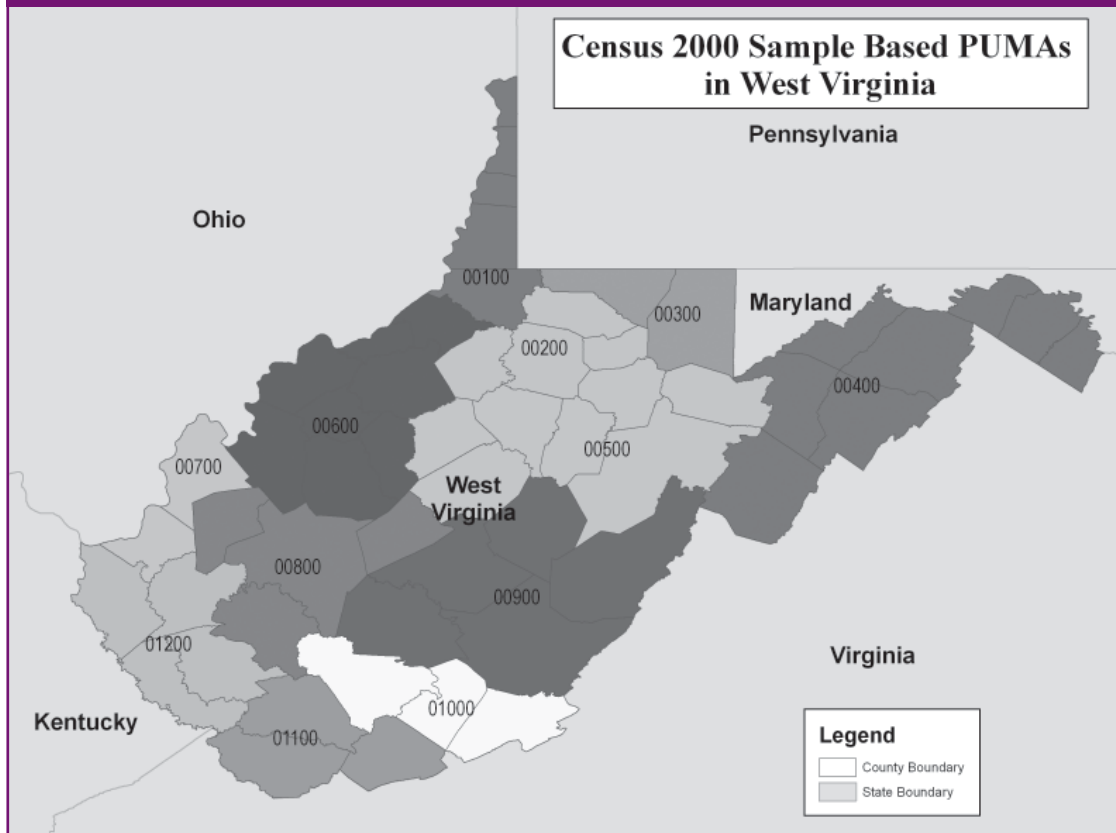 Census 2000 Sample Based PUMAs
in West Virginia
Pennsylvania
Ohio
00100
Maryland
00300
00200
00400
00600
00500
00700
West
Virginia
00800
00900
01200
Virginia
Kentucky
01000
01100
Legend
County Boundary
State Boundary